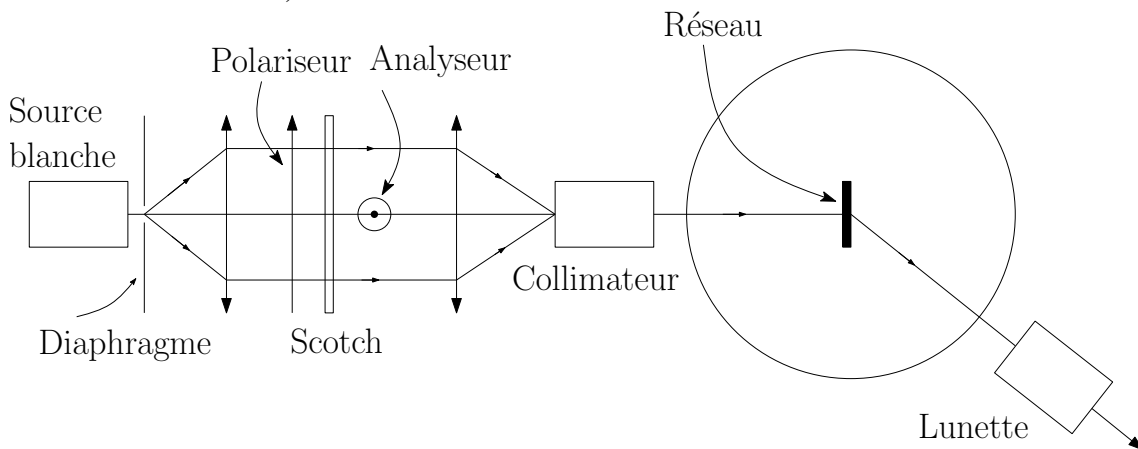 Réseau
Polariseur
Analyseur
Source
blanche
Collimateur
Diaphragme
Scotch
Lunette